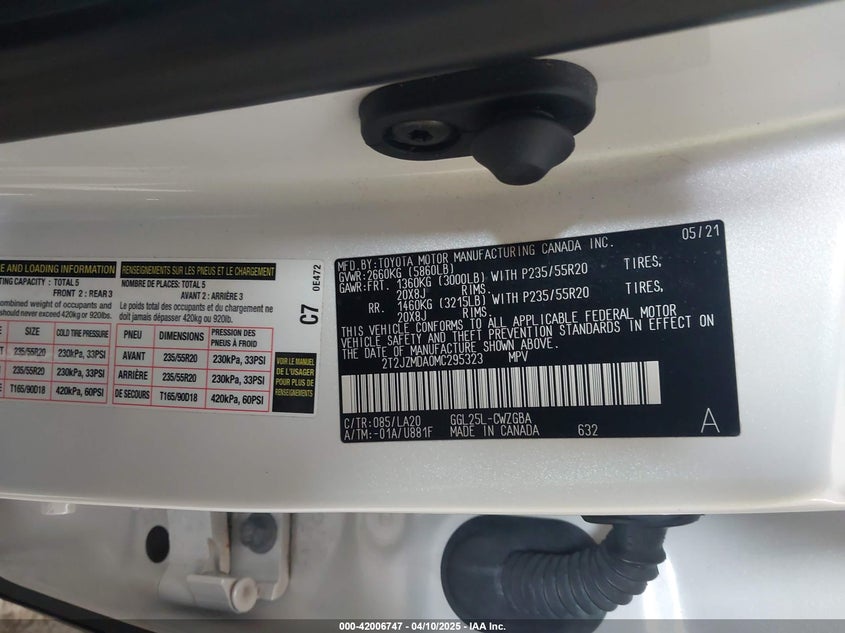 E AND LOADING INFORMATION
TING CAPACITY : TOTAL 5
FRONT 2 : REAR 3
ombined weight of occupants and
should never exceed 420kg or 920lbs.
SIZE COLD TIRE PRESSURE
235/55R20 230kPa, 33PSI
235/55R20 230kPa, 33PSI
T165/90D18 420kPa, 60PSI
RENSEIGNEMENTS SUR LES PNEUS ET LE CHARGEMENT
NOMBRE DE PLACES: TOTAL 5
AVANT 2 : ARRIÈRE 3
Le poids total des occupants et du chargement ne
doit jamais dépasser 420kg ou 920lb.
PNEU DIMENSIONS PRESSION DES PNEUS À FROID
AVANT 235/55R20 230kPa, 33PSI
ARRIÈRE 235/55R20 230kPa, 33PSI
DE SECOURS T165/90D18 420kPa, 60PSI
C7
0E472
VOIR LE MANUEL
DE L'USAGER
POUR PLUS DE
RENSEIGNEMENTS
MFD.BY:TOYOTA MOTOR MANUFACTURING CANADA INC. 05/21
GVWR:2660KG (5860LB)
GAWR:FRT. 1360KG (3000LB) WITH P235/55R20 TIRES,
20X8J RIMS.
RR. 1460KG (3215LB) WITH P235/55R20 TIRES,
20X8J RIMS.
THIS VEHICLE CONFORMS TO ALL APPLICABLE FEDERAL MOTOR
VEHICLE SAFETY AND THEFT PREVENTION STANDARDS IN EFFECT ON
THE DATE OF MANUFACTURE SHOWN ABOVE.
2T2JZMDA0MC295323 MPV
C/TR:085/LA20 GGL25L-CWZGBA
A/TM:-01A/U881F MADE IN CANADA 632
A
000-42006747 - 04/10/2025 - IAA Inc.